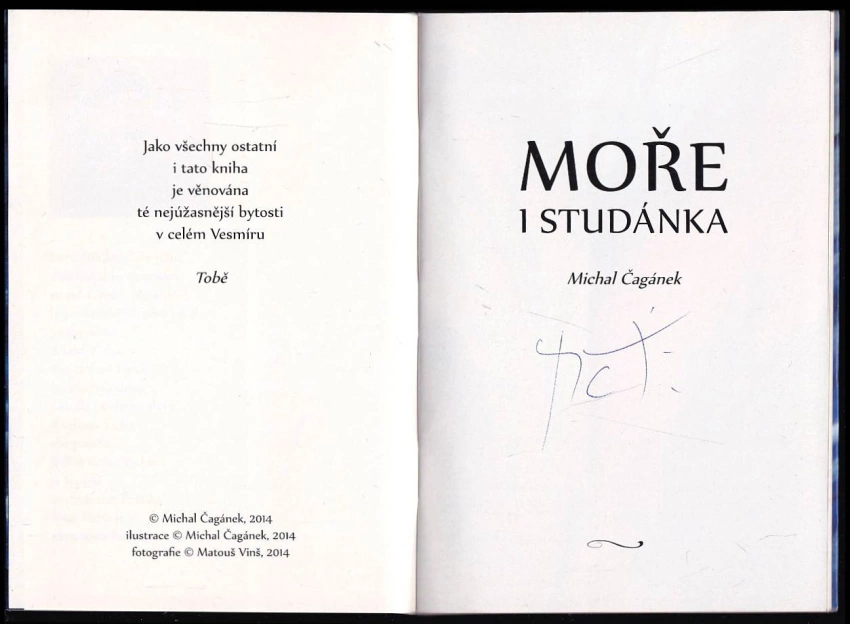 Jako všechny ostatní
i tato kniha
je věnována
té nejúžasnější bytosti
v celém Vesmíru
Tobě
© Michal Čagánek, 2014
ilustrace © Michal Čagánek, 2014
fotografie © Matouš Vinš, 2014
MOŘE
I STUDÁNKA
Michal Čagánek